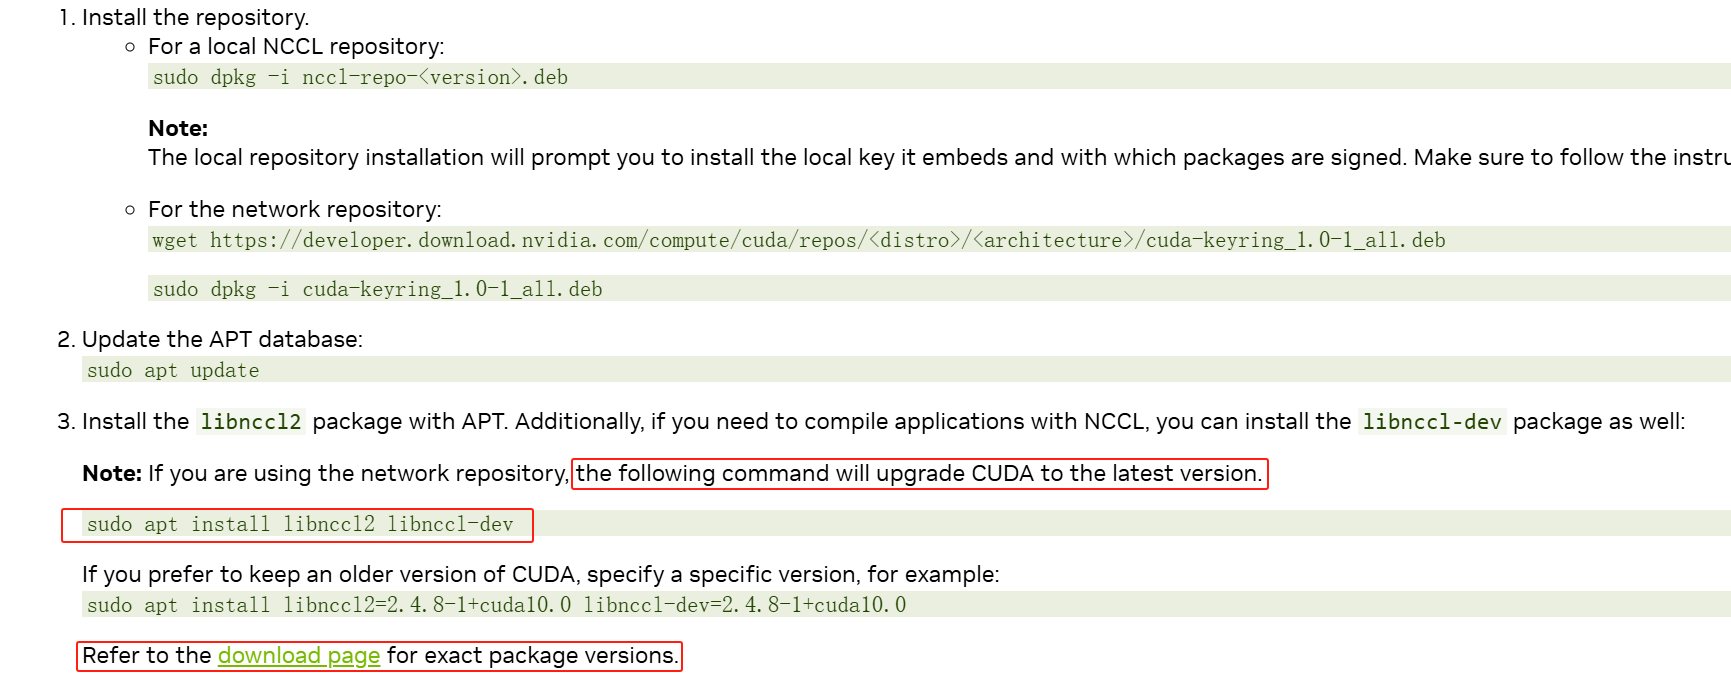 1. Install the repository.
For a local NCCL repository:
sudo dpkg -i nccl-repo-<version>.deb
Note:
The local repository installation will prompt you to install the local key it embeds and with which packages are signed. Make sure to follow the instru
For the network repository:
wget https://developer.download.nvidia.com/compute/cuda/repos/<distro>/<architecture>/cuda-keyring_1.0-1_all.deb
sudo dpkg -i cuda-keyring_1.0-1_all.deb
2. Update the APT database:
sudo apt update
3. Install the libnccl2 package with APT. Additionally, if you need to compile applications with NCCL, you can install the libnccl-dev package as well:
Note: If you are using the network repository, the following command will upgrade CUDA to the latest version.
sudo apt install libnccl2 libnccl-dev
If you prefer to keep an older version of CUDA, specify a specific version, for example:
sudo apt install libnccl2=2.4.8-1+cuda10.0 libnccl-dev=2.4.8-1+cuda10.0
Refer to the download page for exact package versions.